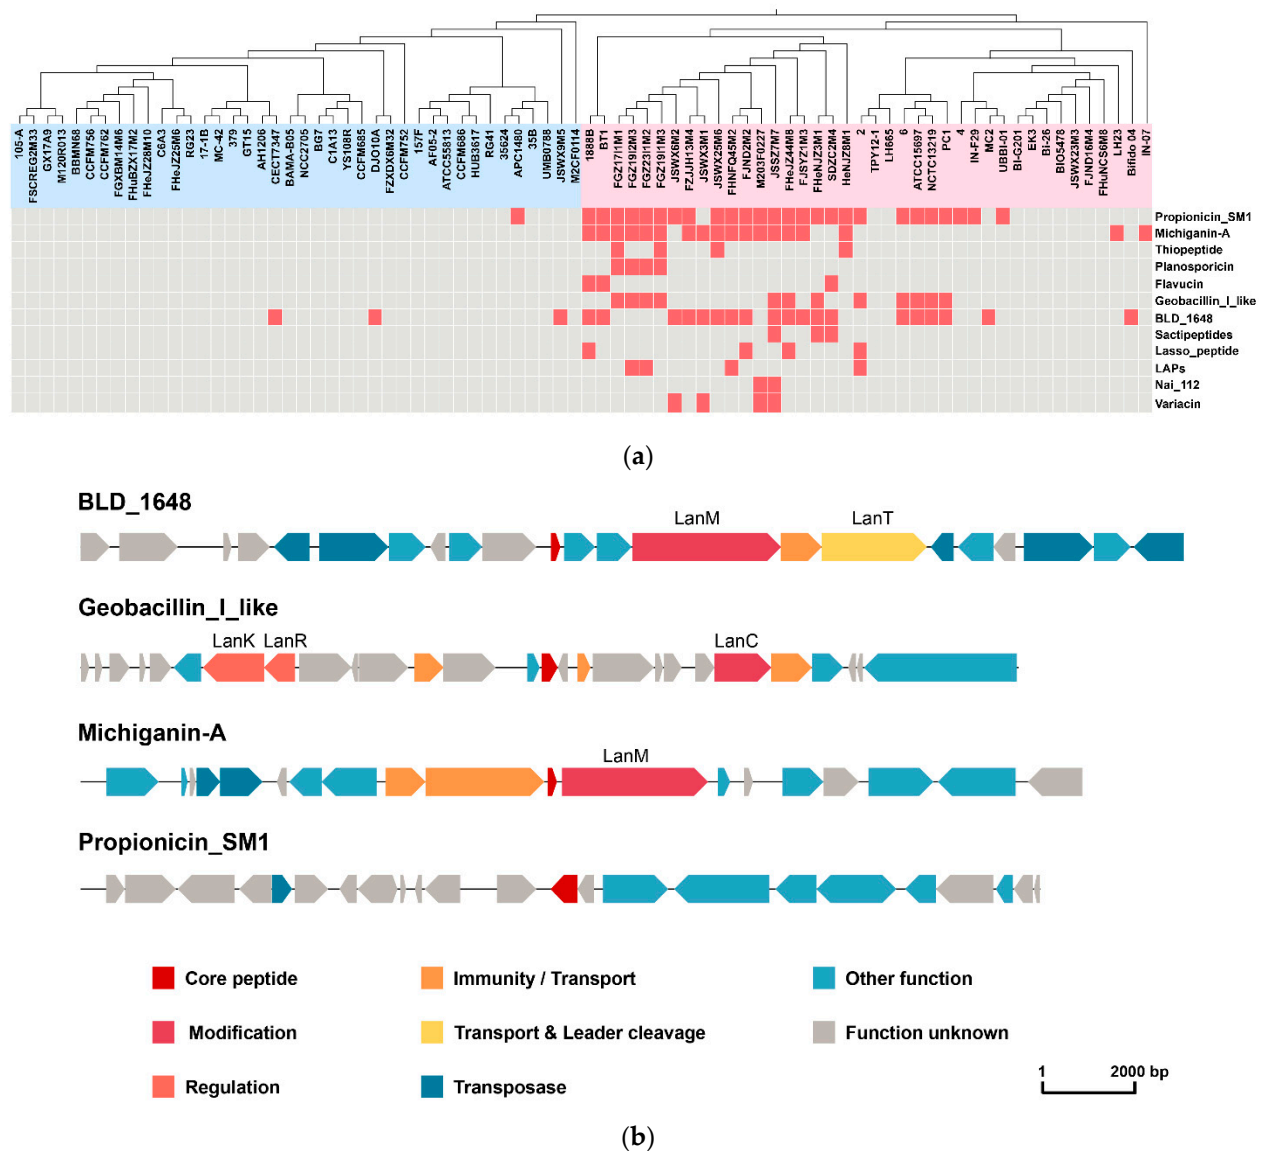 105-A
FSCREG2M33
GX17A9
M120R013
BBMN68
CCFM756
CCFM762
FGXBM14M6
FHuBZX17M2
FHeJZ28M10
C6A3
FHeJZ25M6
RG23
17-1B
MC-42
379
GT15
AH1206
CECT7347
BAMA-B05
NCC2705
BG7
C1A13
YS108R
CCFM685
DJO10A
FZXDX6M32
CCFM752
157F
AF05-2
ATCC55813
CCFM686
HUB3617
RG41
35624
APC1480
35B
UMB0788
JSWX9M5
M2CF0114
1888B
BT1
FGZ17I1M1
FGZ19I2M3
FGZ23I1M2
FGZ19I1M3
JSWX6M2
FZJJH13M4
JSWX3M1
JSWX25M6
FHNFQ45M2
FJND2M2
M203F0227
JSSZ7M7
FHeJZ44M8
FJSYZ1M3
FHeNJZ3M1
SDZC2M4
HeNJZ8M1
2
TPY12-1
LH665
6
ATCC15697
NCTC13219
PC1
4
IN-F29
MC2
UBBI-01
BI-G201
EK3
Bi-26
BIO5478
JSWX23M3
FJND16M4
FHuNCS6M8
LH23
Bifido 04
IN-07
Propionicin_SM1
Michiganin-A
Thiopeptide
Planosporicin
Flavucin
Geobacillin_I_like
BLD_1648
Sactipeptides
Lasso_peptide
LAPs
Nai_112
Variacin
(a)
BLD_1648
LanM LanT
Geobacillin_I_like
LanK LanR LanC
Michiganin-A
LanM
Propionicin_SM1
Core peptide Immunity / Transport Other function
Modification Transport & Leader cleavage Function unknown
Regulation Transposase
1 2000 bp
(b)